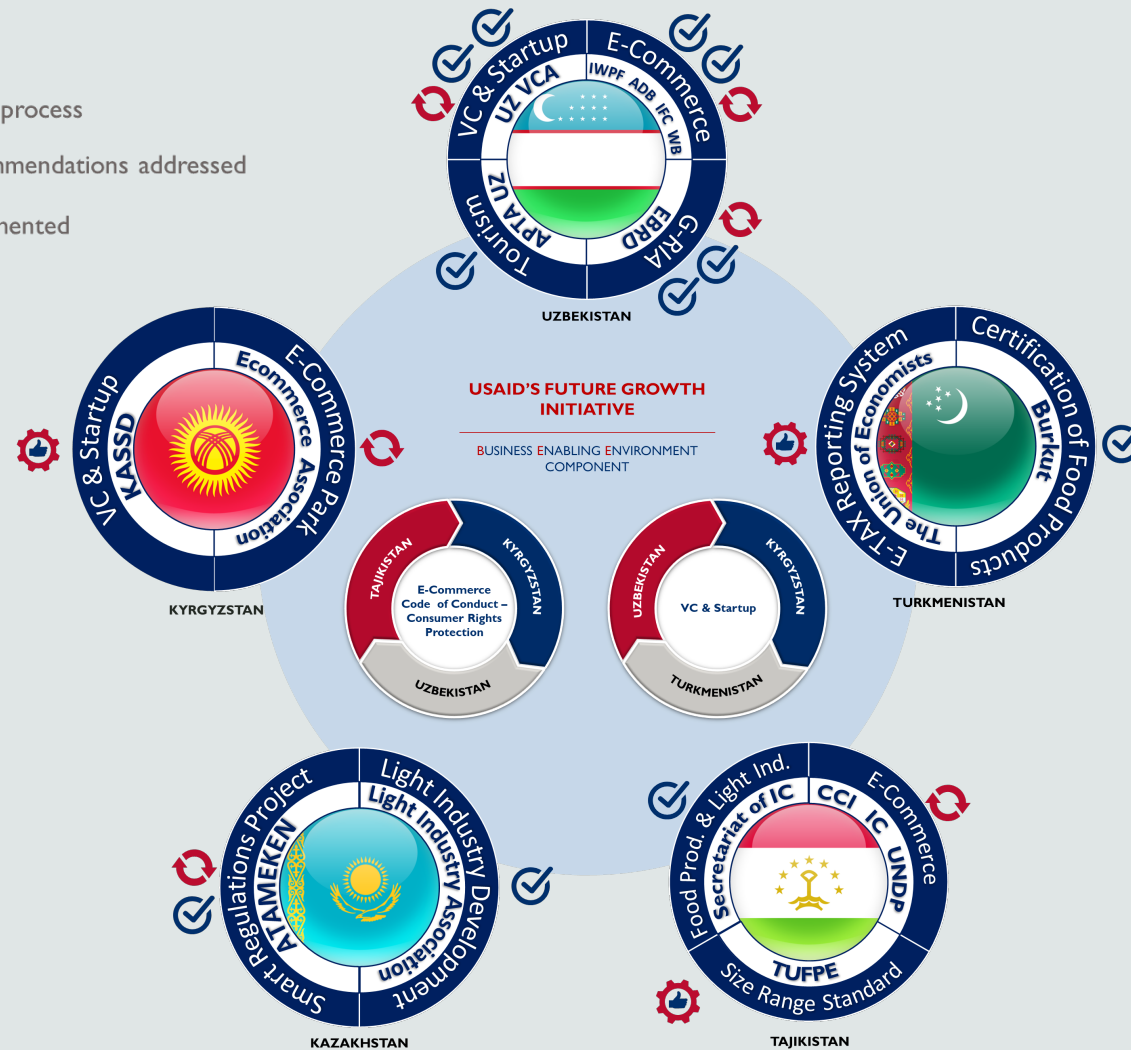 process
mmendations addressed
nented
VC & Startup
E-Commerce
UZ VCA
IWPF ADB IFC WB
Tourism
G-RIA
APTA UZ
EBRD
UZBEKISTAN
VC & Startup
E-Commerce Park
KASSD
Ecommerce Association
KYRGYZSTAN
USAID'S FUTURE GROWTH
INITIATIVE
BUSINESS ENABLING ENVIRONMENT
COMPONENT
E-TAX Reporting System
Certification of Food Products
The Union of Economists
Burkut
TURKMENISTAN
TAJIKISTAN
KYRGYZSTAN
E-Commerce
Code of Conduct –
Consumer Rights
Protection
UZBEKISTAN
UZBEKISTAN
KYRGYZSTAN
VC & Startup
TURKMENISTAN
Smart Regulations Project
Light Industry Development
ATAMEKEN
Light Industry Association
KAZAKHSTAN
Food Prod. & Light Ind.
E-Commerce
Secretariat of IC
CCI IC UNDP
TUFPE
Size Range Standard
TAJIKISTAN